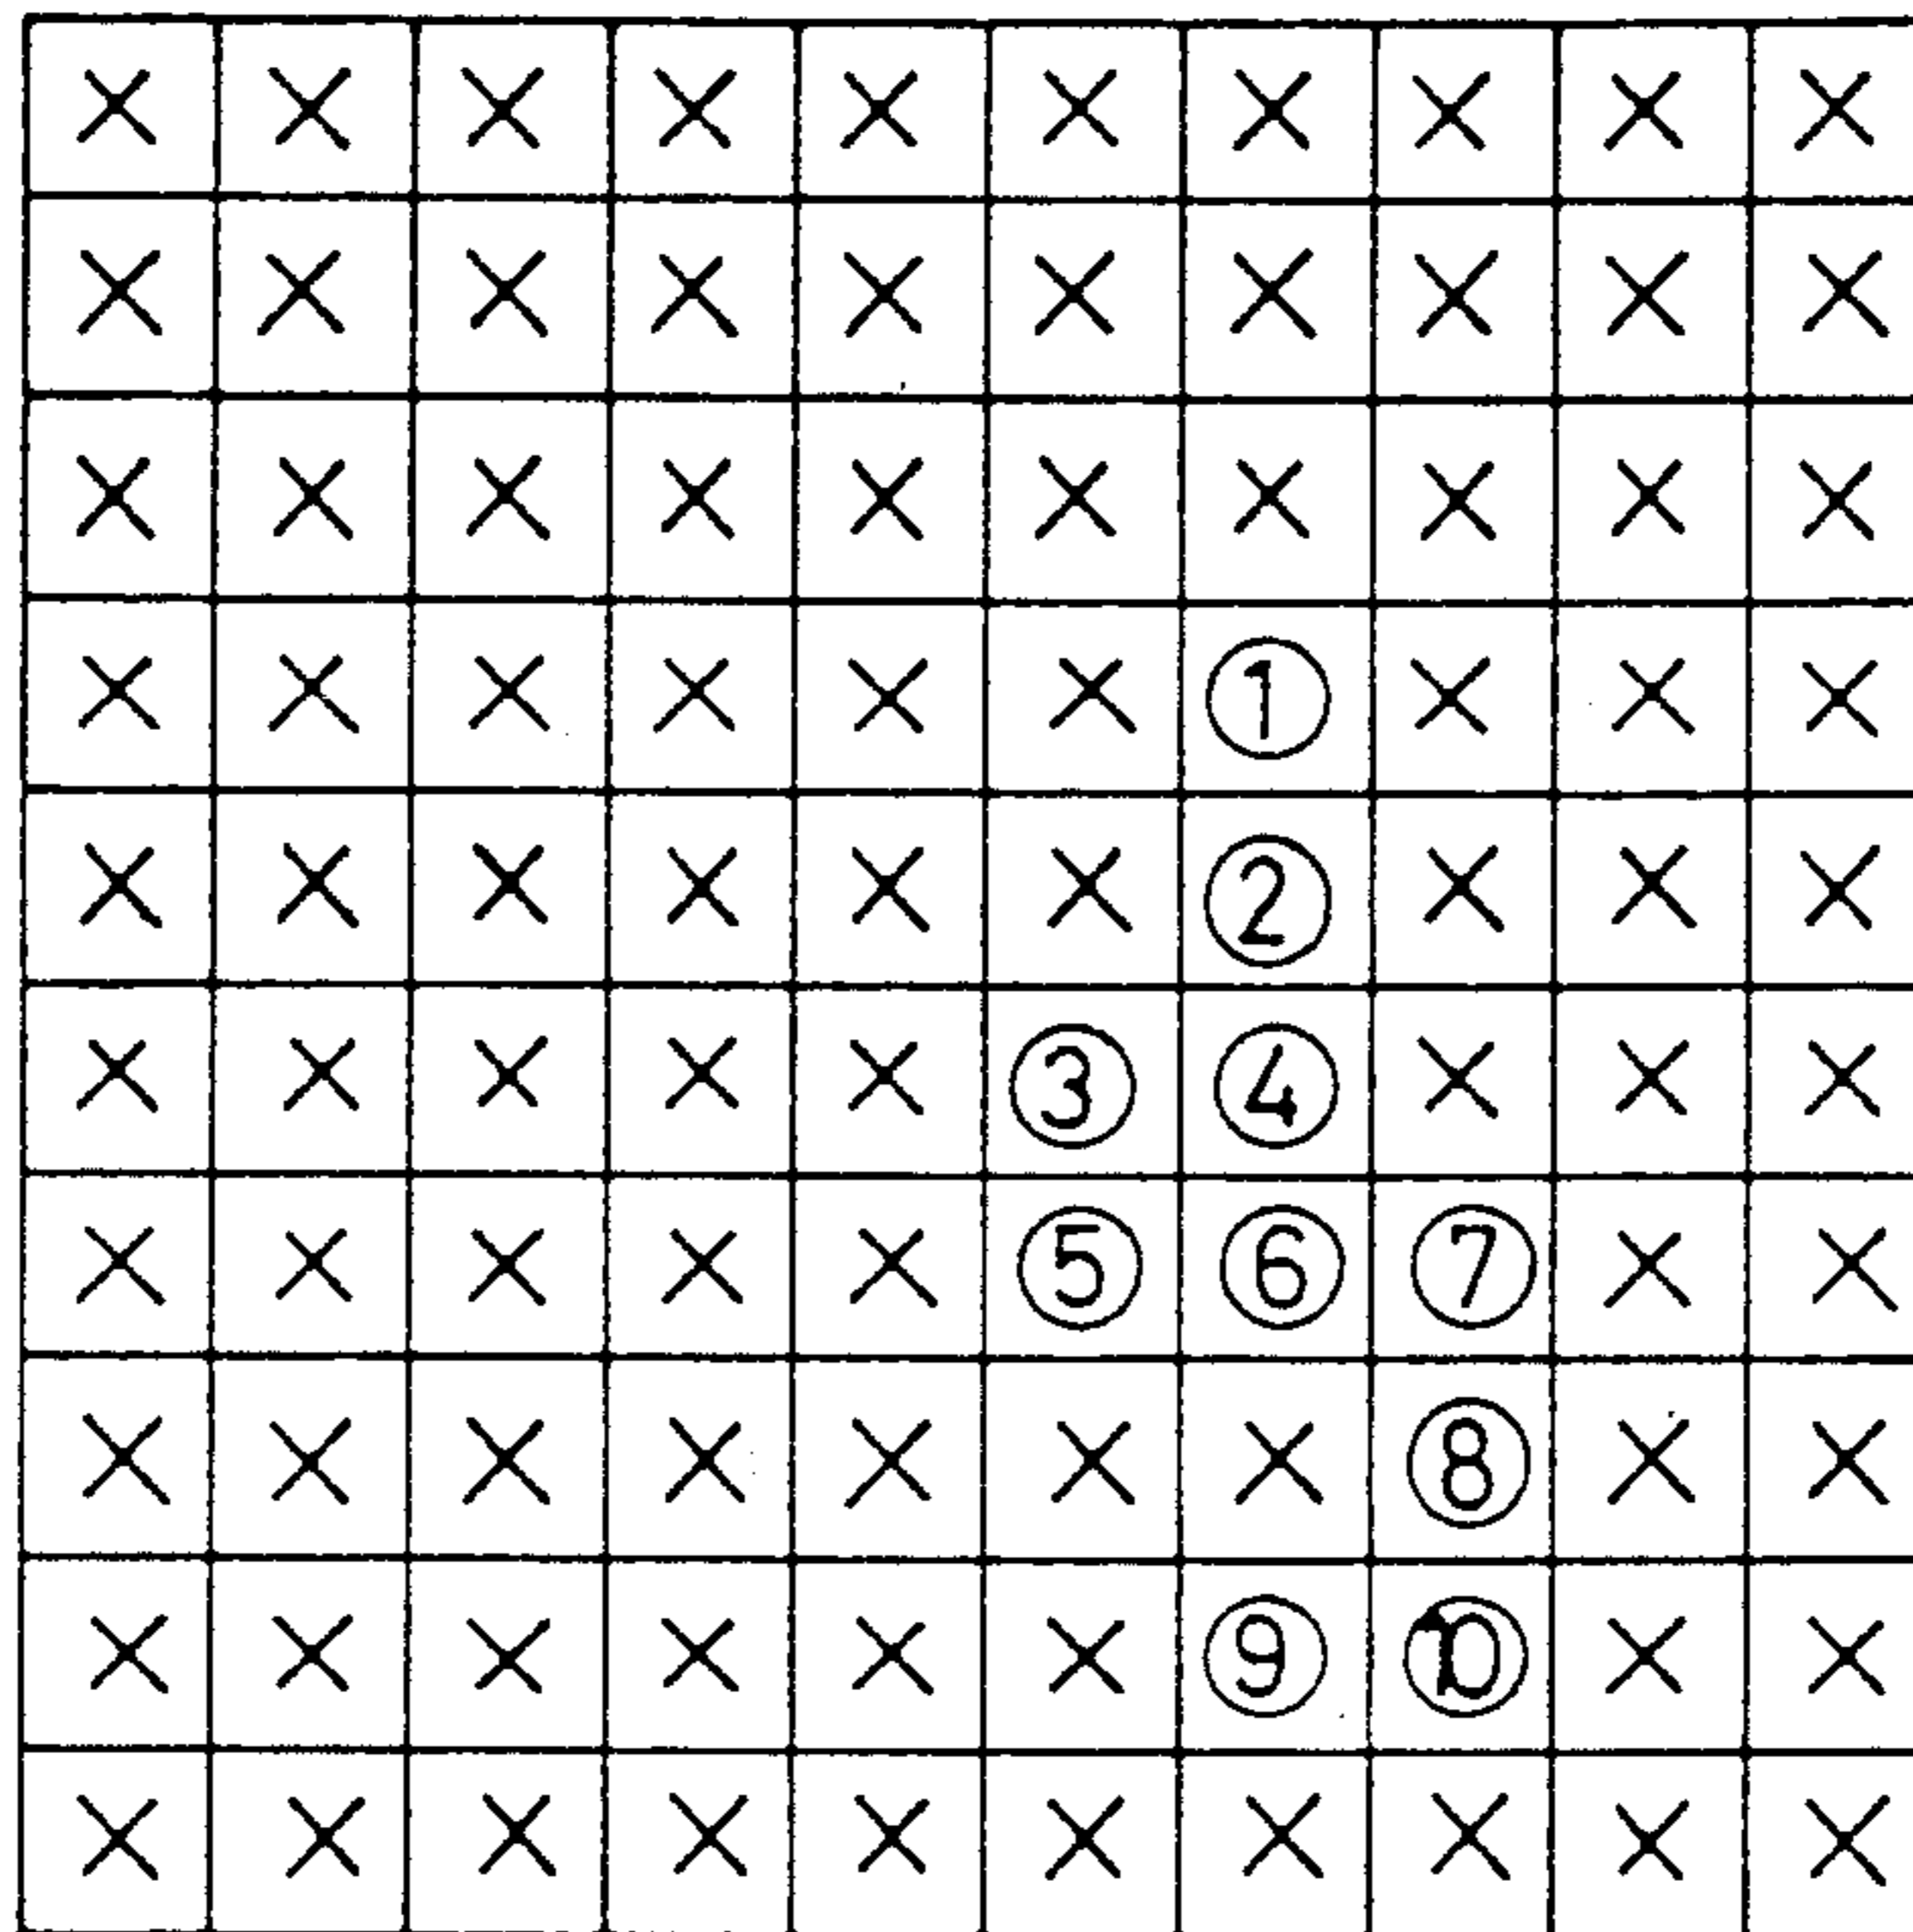 × × × × × × × × × ×
× × × × × × × × × ×
× × × × × × × × × ×
× × × × × × ① × × ×
× × × × × × ② × × ×
× × × × × ③ ④ × × ×
× × × × × ⑤ ⑥ ⑦ × ×
× × × × × × × ⑧ × ×
× × × × × × ⑨ ⑩ × ×
× × × × × × × × × ×